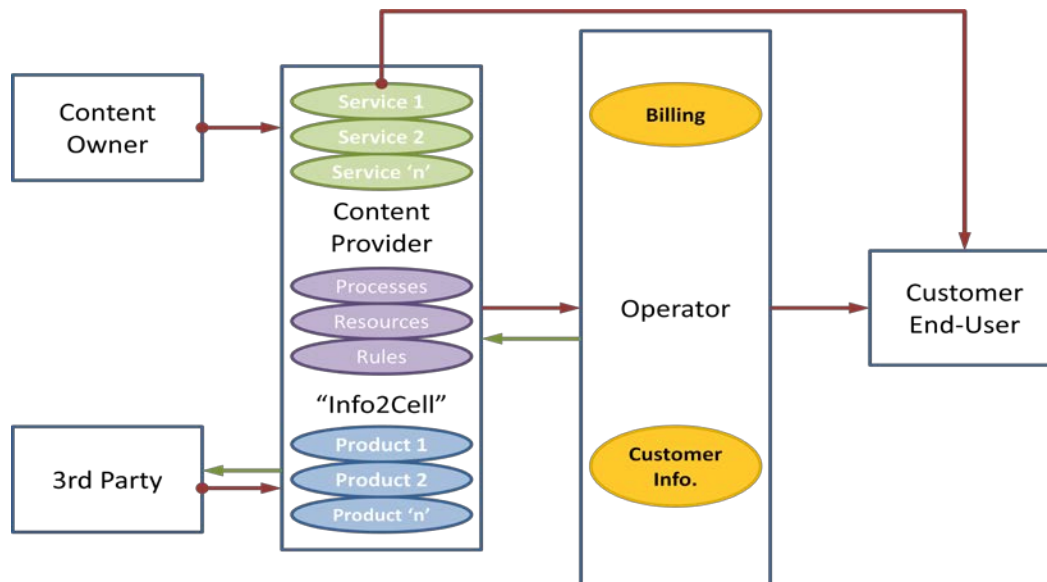 Content
Owner
Service 1
Service 2
Service ‘n’
Content
Provider
Processes
Resources
Rules
“Info2Cell”
Product 1
Product 2
Product ‘n’
3rd Party
Billing
Operator
Customer
Info.
Customer
End-User